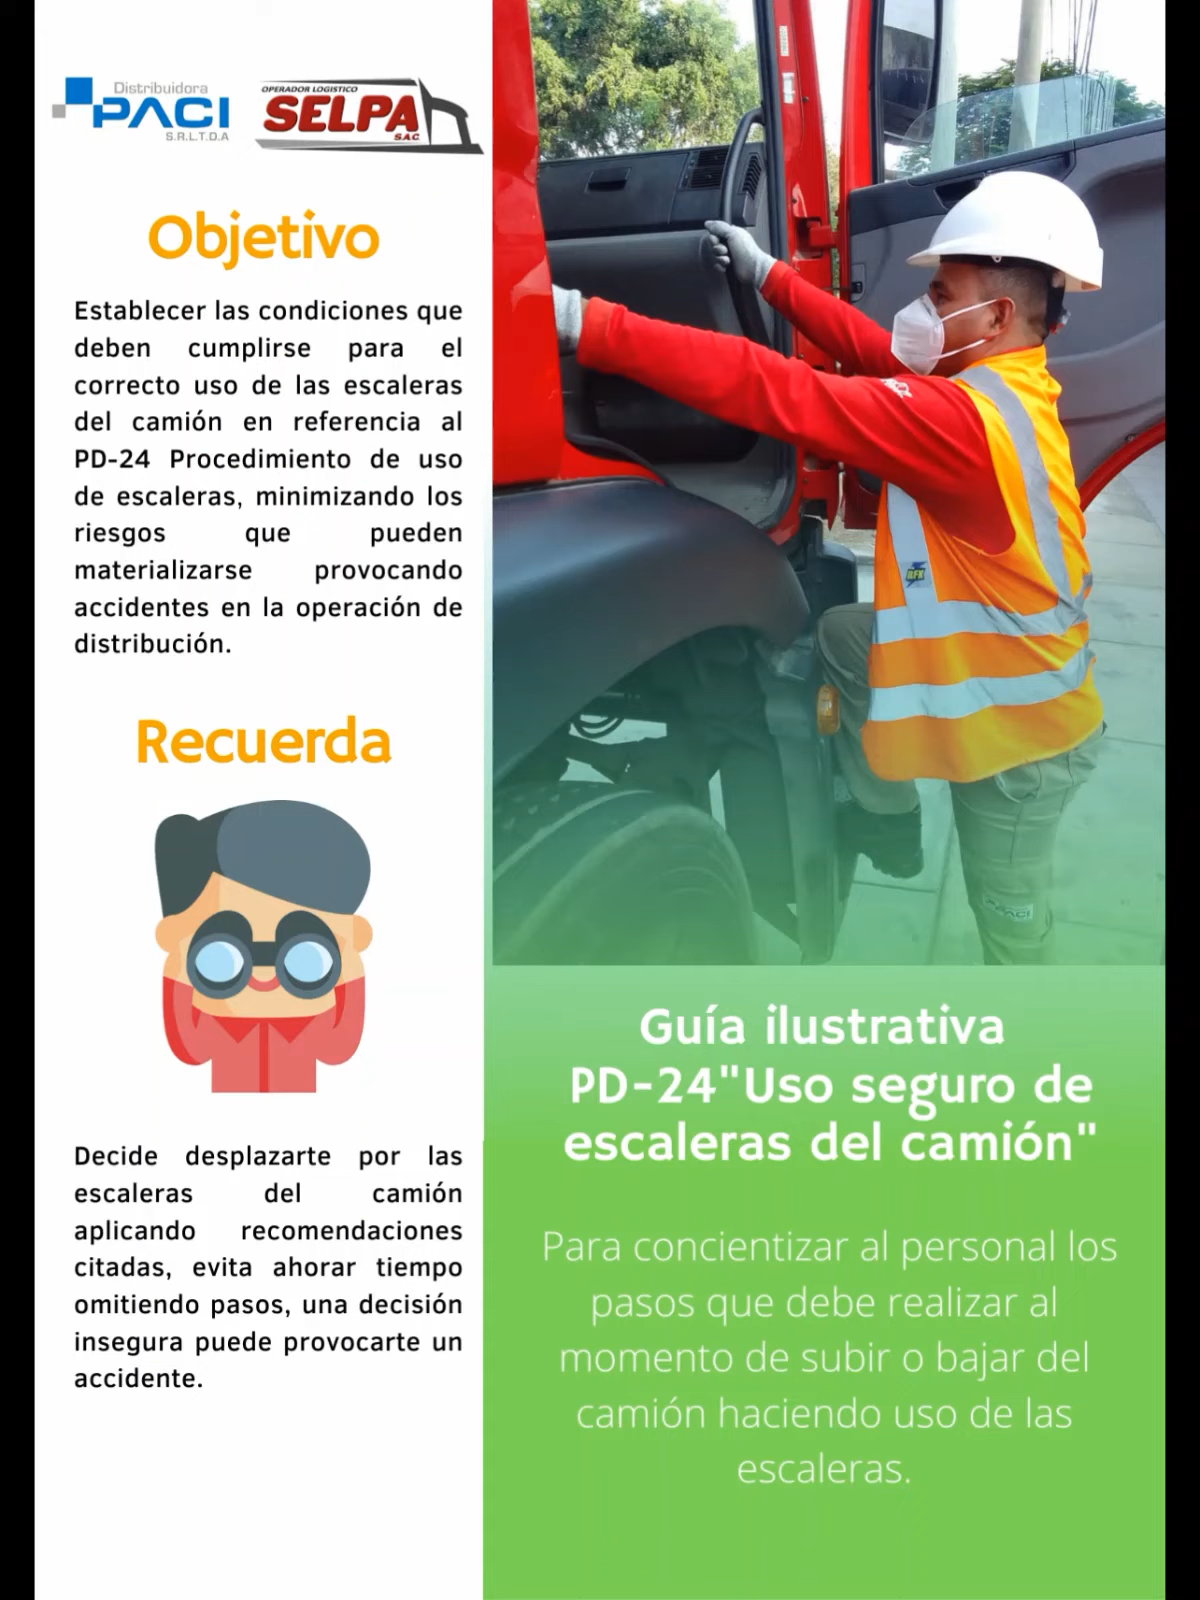 Distribuidora
PACI
S.R.L.T.D.A
OPERADOR LOGISTICO
SELPA
S.A.C.
Objetivo
Establecer las condiciones que
deben cumplirse para el
correcto uso de las escaleras
del camión en referencia al
PD-24 Procedimiento de uso
de escaleras, minimizando los
riesgos que pueden
materializarse provocando
accidentes en la operación de
distribución.
Recuerda
Decide desplazarte por las
escaleras del camión
aplicando recomendaciones
citadas, evita ahorar tiempo
omitiendo pasos, una decisión
insegura puede provocarte un
accidente.
PACI
Guía ilustrativa
PD-24"Uso seguro de
escaleras del camión"
Para concientizar al personal los
pasos que debe realizar al
momento de subir o bajar del
camión haciendo uso de las
escaleras.